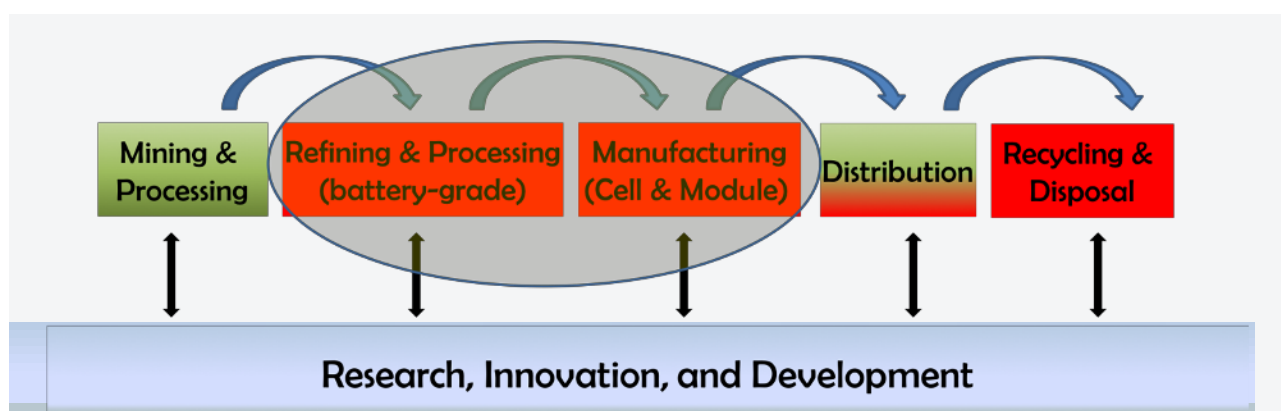 Mining &
Processing
Refining & Processing
(battery-grade)
Manufacturing
(Cell & Module)
Distribution
Recycling &
Disposal
Research, Innovation, and Development